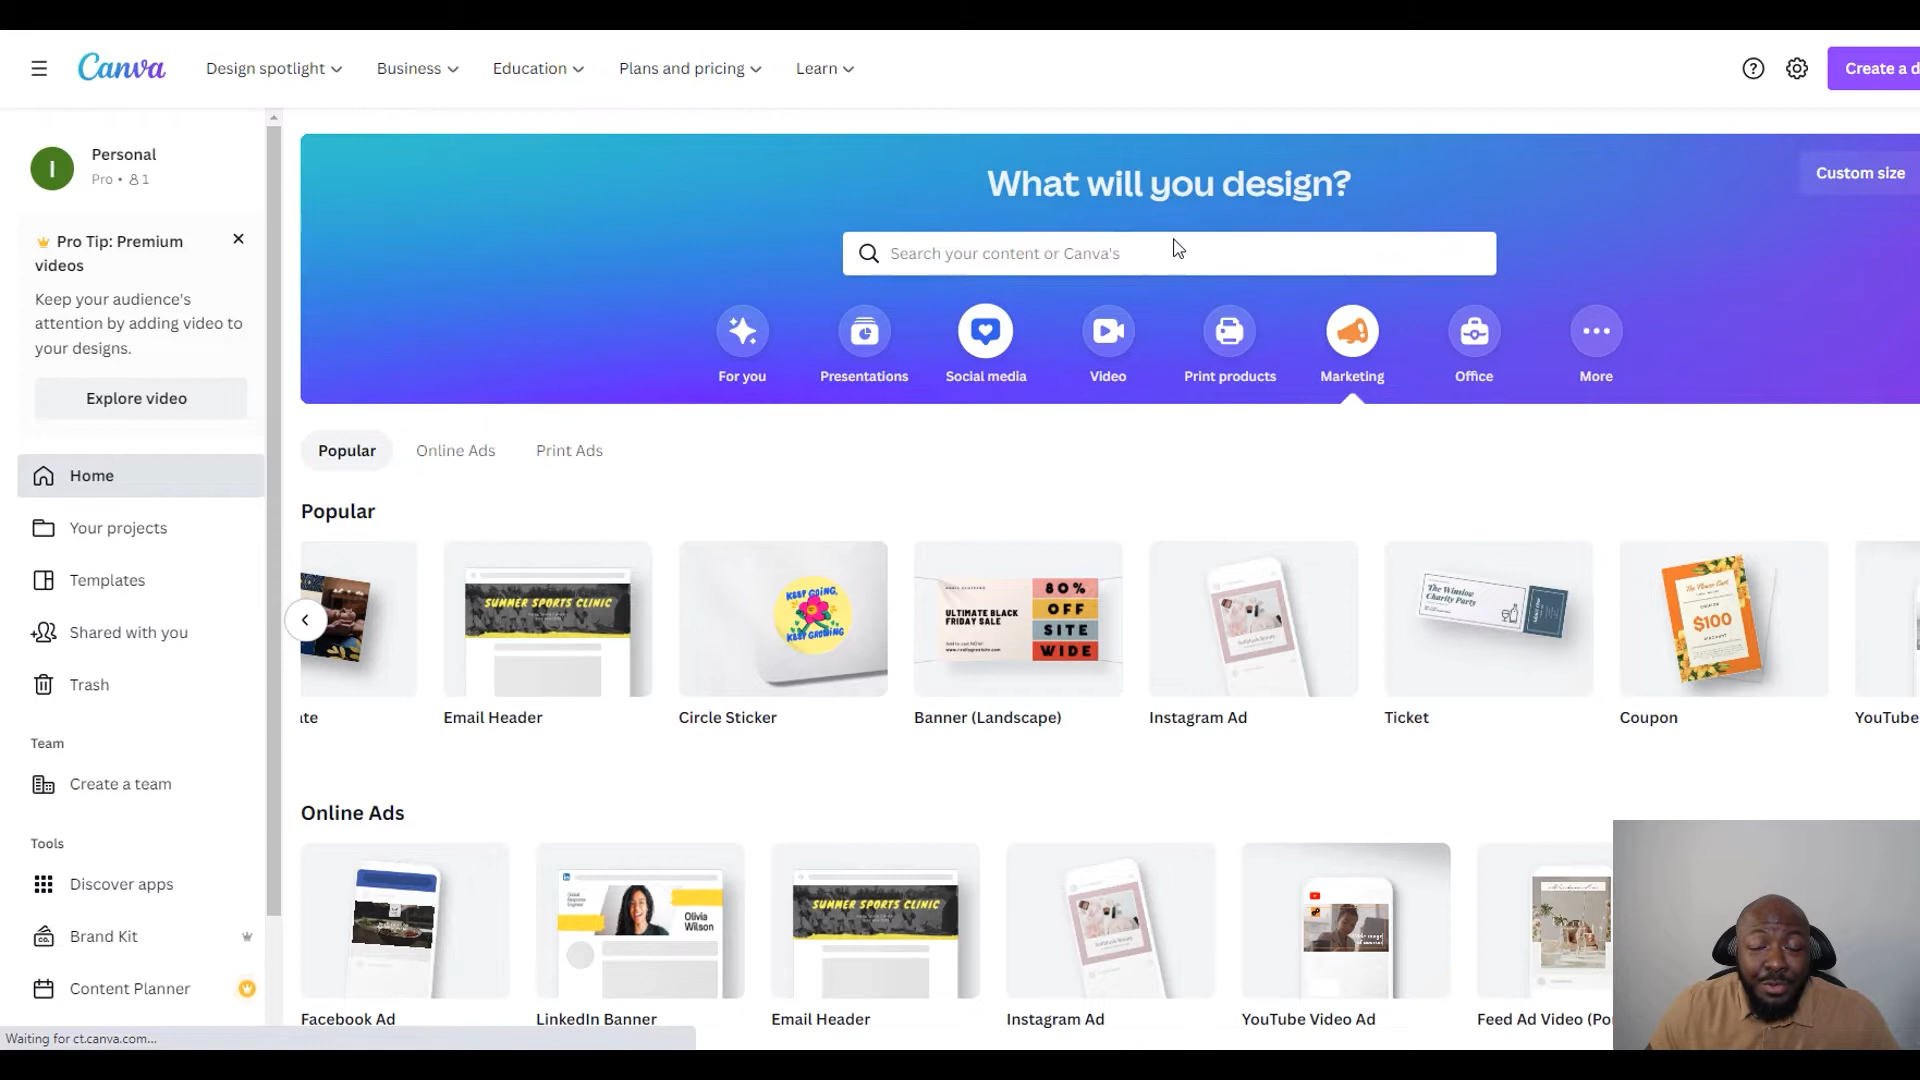 Canva
Design spotlight
Business
Education
Plans and pricing
Learn
Create a d
I
Personal
Pro • 1
Pro Tip: Premium
videos
Keep your audience's
attention by adding video to
your designs.
Explore video
Home
Your projects
Templates
Shared with you
Trash
Team
Create a team
Tools
Discover apps
Brand Kit
Content Planner
Waiting for ct.canva.com...
What will you design?
Custom size
Search your content or Canva's
For you
Presentations
Social media
Video
Print products
Marketing
Office
More
Popular
Online Ads
Print Ads
Popular
SUMMER SPORTS CLINIC
KEEP GOING,
KEEP GROWING
ULTIMATE BLACK
FRIDAY SALE
80%
OFF
SITE
WIDE
The Winslow
Charity Party
$100
te
Email Header
Circle Sticker
Banner (Landscape)
Instagram Ad
Ticket
Coupon
YouTube
Online Ads
Olivia
Wilson
SUMMER SPORTS CLINIC
Facebook Ad
LinkedIn Banner
Email Header
Instagram Ad
YouTube Video Ad
Feed Ad Video (Por